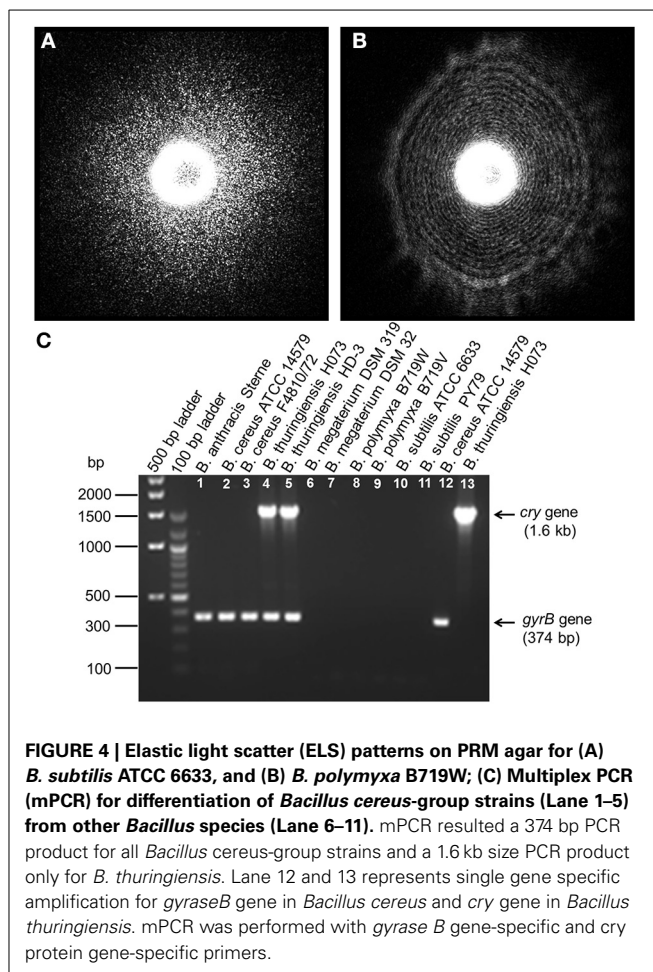 A
B
C
500 bp ladder
100 bp ladder
B. anthracis Sterne
B. cereus ATCC 14579
B. cereus F4810/72
B. thuringiensis H073
B. thuringiensis HD-3
B. megaterium DSM 319
B. megaterium DSM 32
B. polymyxa B719W
B. polymyxa B719V
B. subtilis ATCC 6633
B. subtilis PY79
B. cereus ATCC 14579
B. thuringiensis H073
bp
1 2 3 4 5 6 7 8 9 10 11 12 13
2000
1500
1000
500
300
100
cry gene
(1.6 kb)
gyrB gene
(374 bp)
FIGURE 4 | Elastic light scatter (ELS) patterns on PRM agar for (A)
B. subtilis ATCC 6633, and (B) B. polymyxa B719W; (C) Multiplex PCR
(mPCR) for differentiation of Bacillus cereus-group strains (Lane 1–5)
from other Bacillus species (Lane 6–11). mPCR resulted a 374 bp PCR
product for all Bacillus cereus-group strains and a 1.6 kb size PCR product
only for B. thuringiensis. Lane 12 and 13 represents single gene specific
amplification for gyraseB gene in Bacillus cereus and cry gene in Bacillus
thuringiensis. mPCR was performed with gyrase B gene-specific and cry
protein gene-specific primers.